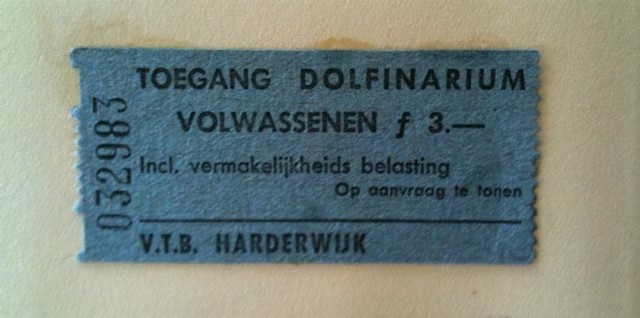 TOEGANG DOLFINARIUM
VOLWASSENEN ƒ 3.—
Incl. vermakelijkheids belasting
Op aanvraag te tonen
V.T.B. HARDERWIJK
032983